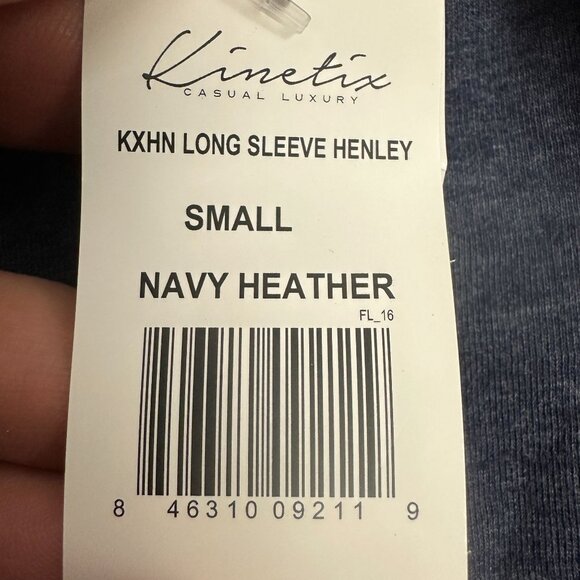 Kinetix
CASUAL LUXURY
KXHN LONG SLEEVE HENLEY
SMALL
NAVY HEATHER
FL_16
8 46310 09211 9